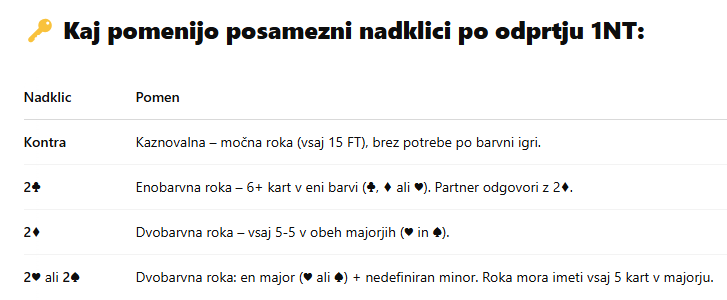 🔑 Kaj pomenijo posamezni nadklici po odprtju 1NT:
Nadklic Pomen
Kontra Kaznovalna – močna roka (vsaj 15 FT), brez potrebe po barvni igri.
2♣ Enobarvna roka – 6+ kart v eni barvi (♣, ♦ ali ♥). Partner odgovori z 2♦.
2♦ Dvobarvna roka – vsaj 5-5 v obeh majorjih (♥ in ♠).
2♥ ali 2♠ Dvobarvna roka: en major (♥ ali ♠) + nedefiniran minor. Roka mora imeti vsaj 5 kart v majorju.